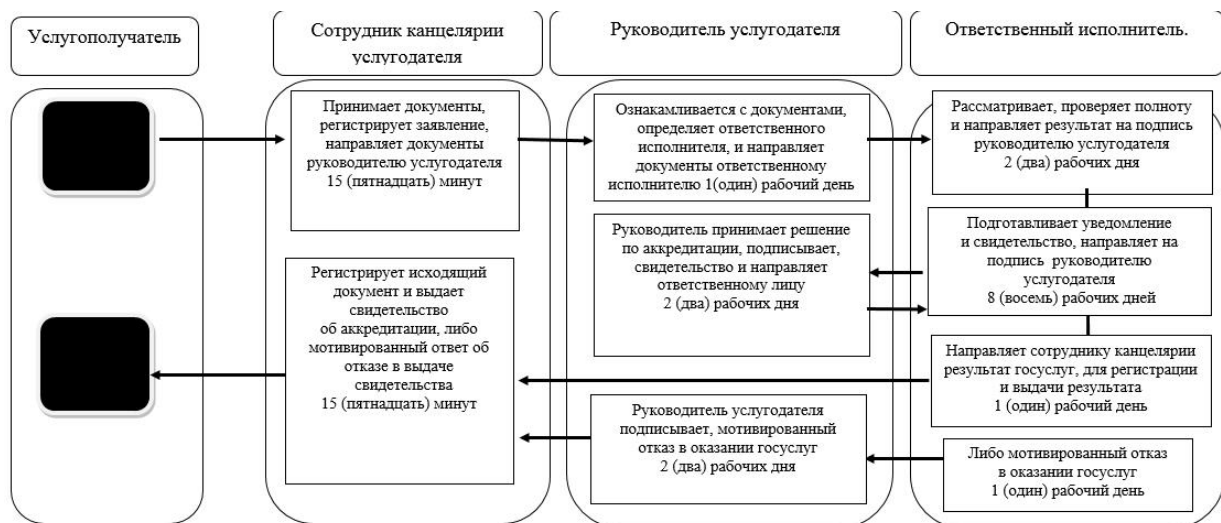 Услугополучатель
Сотрудник канцелярии
услугодателя
Руководитель услугодателя
Ответственный исполнитель.
Принимает документы,
регистрирует заявление,
направляет документы
руководителю услугодателя
15 (пятнадцать) минут
Ознакамливается с документами,
определяет ответственного
исполнителя, и направляет
документы ответственному
исполнителю 1(один) рабочий день
Рассматривает, проверяет полноту
и направляет результат на подпись
руководителю услугодателя
2 (два) рабочих дня
Руководитель принимает решение
по аккредитации, подписывает,
свидетельство и направляет
ответственному лицу
2 (два) рабочих дня
Подготавливает уведомление
и свидетельство, направляет на
подпись руководителю
услугодателя
8 (восемь) рабочих дней
Регистрирует исходящий
документ и выдает
свидетельство
об аккредитации, либо
мотивированный ответ об
отказе в выдаче
свидетельства
15 (пятнадцать) минут
Направляет сотруднику канцелярии
результат госуслуг, для регистрации
и выдачи результата
1 (один) рабочий день
Руководитель услугодателя
подписывает, мотивированный
отказ в оказании госуслуг
2 (два) рабочих дня
Либо мотивированный отказ
в оказании госуслуг
1 (один) рабочий день